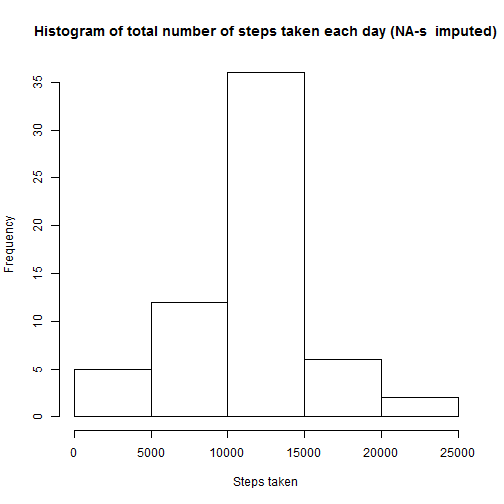 Histogram of total number of steps taken each day (NA-s  imputed)
Frequency
35
30
25
20
15
10
5
0
0 5000 10000 15000 20000 25000
Steps taken